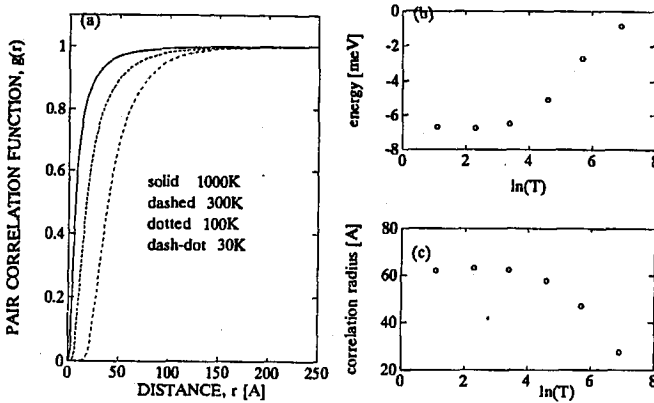 (a)
PAIR CORRELATION FUNCTION, g(r)
1
0.8
0.6
0.4
0.2
0
solid 1000K
dashed 300K
dotted 100K
dash-dot 30K
0 50 100 150 200 250
DISTANCE, r [A]
(b)
energy [meV]
0
-2
-4
-6
-8
0 2 4 6 8
ln(T)
(c)
correlation radius [A]
80
60
40
20
0 2 4 6 8
ln(T)